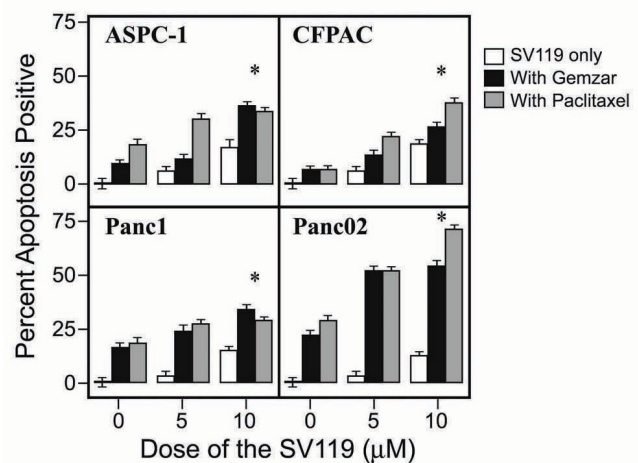 ASPC-1
CFPAC
*
*
75
50
25
0
SV119 only
With Gemzar
With Paclitaxel
Panc1
Panc02
*
*
75
50
25
0
0 5 10
0 5 10
Percent Apoptosis Positive
Dose of the SV119 (μM)